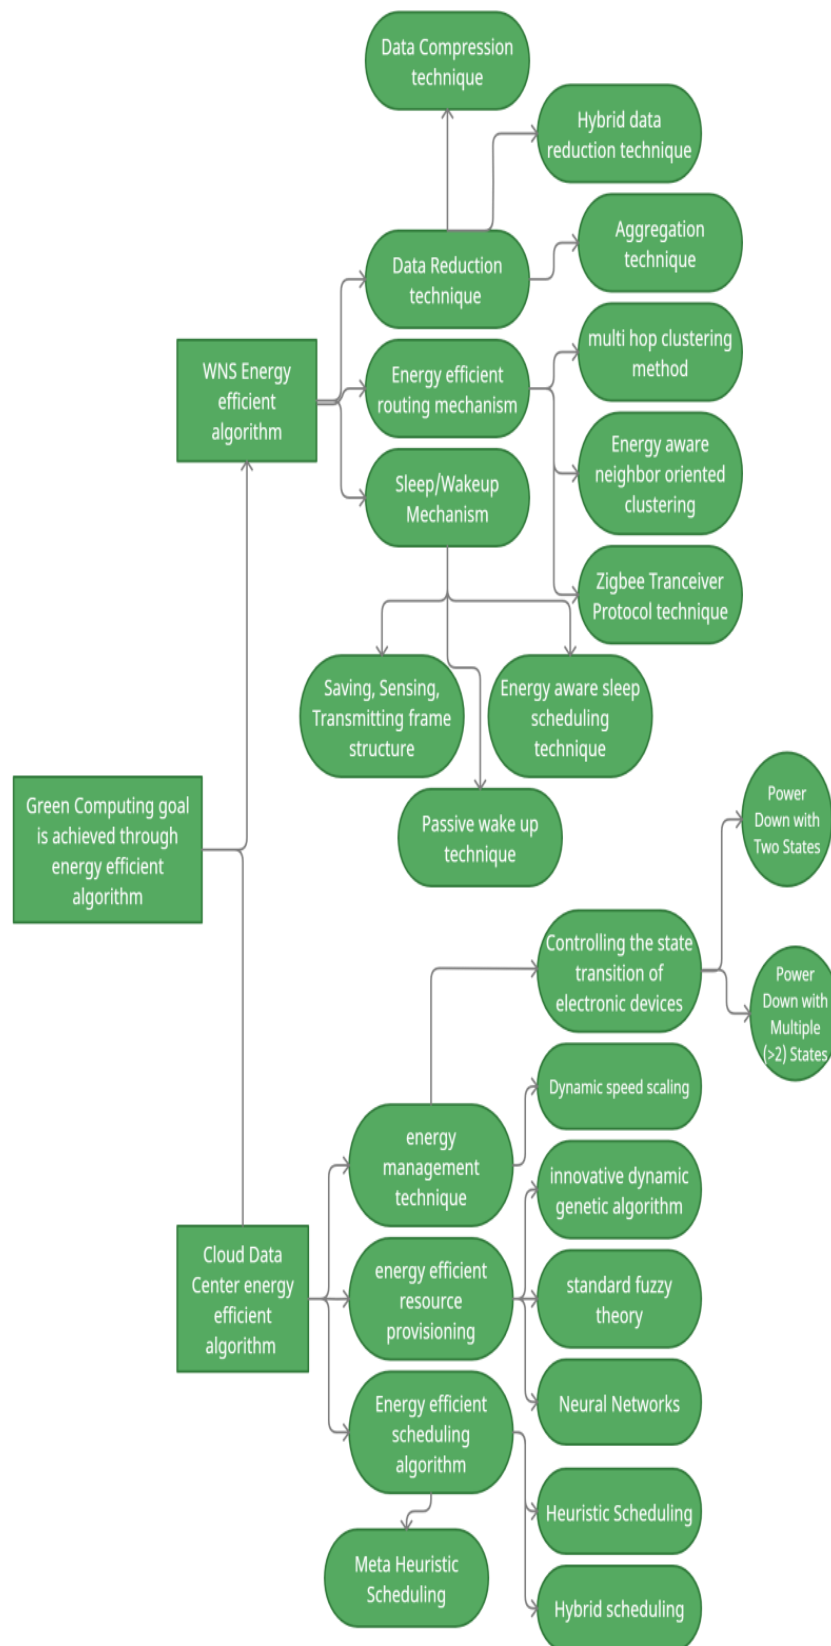 Data Compression
technique
Hybrid data
reduction technique
Aggregation
technique
Data Reduction
technique
multi hop clustering
method
WNS Energy
efficient
algorithm
Energy efficient
routing mechanism
Energy aware
neighbor oriented
clustering
Sleep/Wakeup
Mechanism
Zigbee Tranceiver
Protocol technique
Saving, Sensing,
Transmitting frame
structure
Energy aware sleep
scheduling
technique
Passive wake up
technique
Green Computing goal
is achieved through
energy efficient
algorithm
Power
Down with
Two States
Controlling the state
transition of
electronic devices
Power
Down with
Multiple
(>2) States
Dynamic speed scaling
energy
management
technique
innovative dynamic
genetic algorithm
Cloud Data
Center energy
efficient
algorithm
energy efficient
resource
provisioning
standard fuzzy
theory
Neural Networks
Energy efficient
scheduling
algorithm
Heuristic Scheduling
Meta Heuristic
Scheduling
Hybrid scheduling